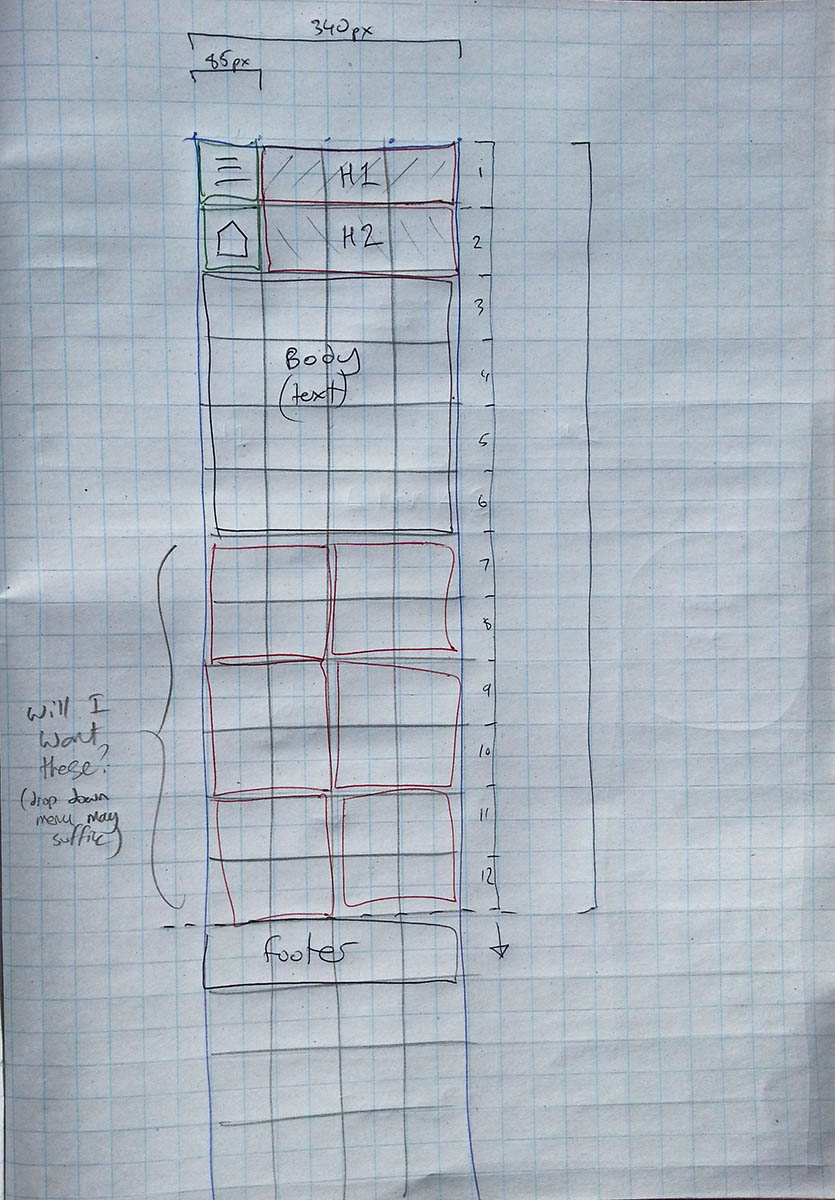 340px
85px
H1
1
H2
2
3
Body
(text)
4
5
6
7
8
9
will I
want
these?
(drop down
menu may
suffice)
10
11
12
footer